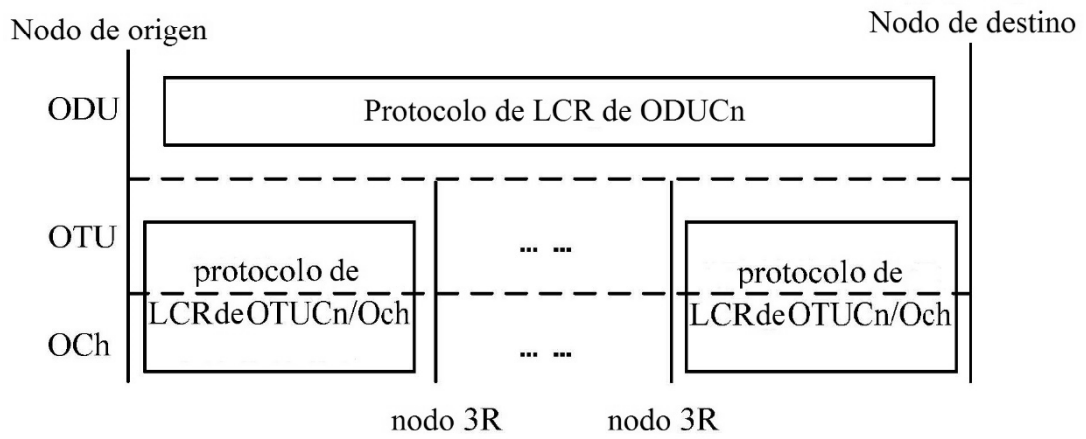 Nodo de origen
Nodo de destino
ODU
Protocolo de LCR de ODUCn
OTU
protocolo de
LCRdeOTUCn/Och
... ...
protocolo de
LCRdeOTUCn/Och
OCh
... ...
nodo 3R
nodo 3R